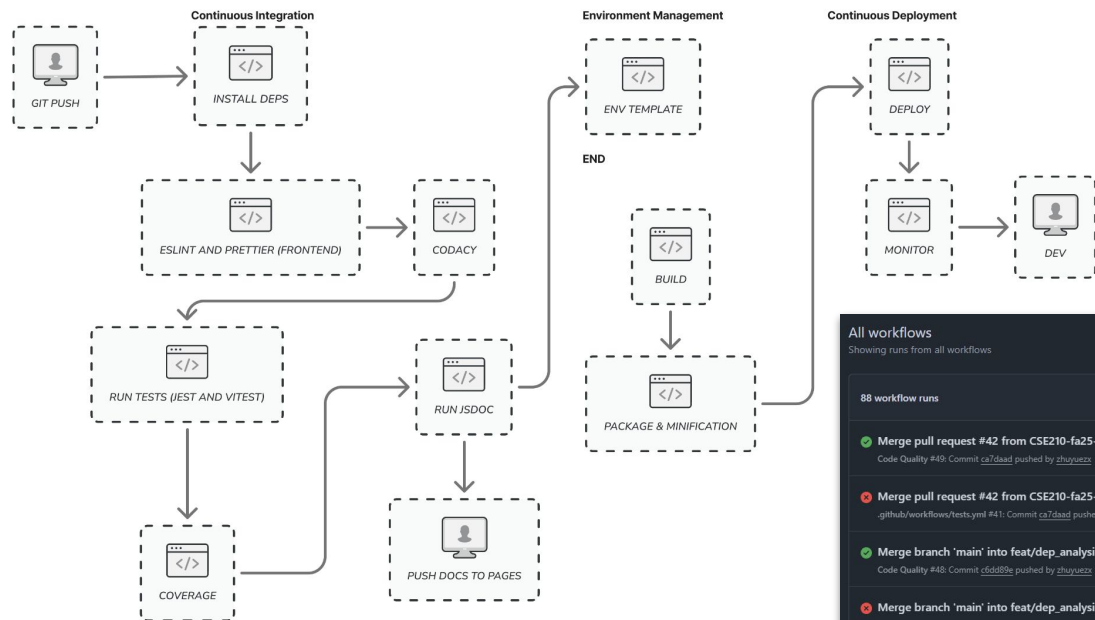 Continuous Integration
Environment Management
Continuous Deployment
GIT PUSH
INSTALL DEPS
ENV TEMPLATE
DEPLOY
END
ESLINT AND PRETTIER (FRONTEND)
CODACY
BUILD
MONITOR
DEV
RUN TESTS (JEST AND VITEST)
RUN JSDOC
PACKAGE & MINIFICATION
COVERAGE
PUSH DOCS TO PAGES
All workflows
Showing runs from all workflows
88 workflow runs
Merge pull request #42 from CSE210-fa25-
Code Quality #49: Commit ca7daad pushed by zhuyuezx
Merge pull request #42 from CSE210-fa25-
.github/workflows/tests.yml #41: Commit ca7daad pushe
Merge branch 'main' into feat/dep_analysi
Code Quality #48: Commit c6dd89e pushed by zhuyuezx
Merge branch 'main' into feat/dep_analysi